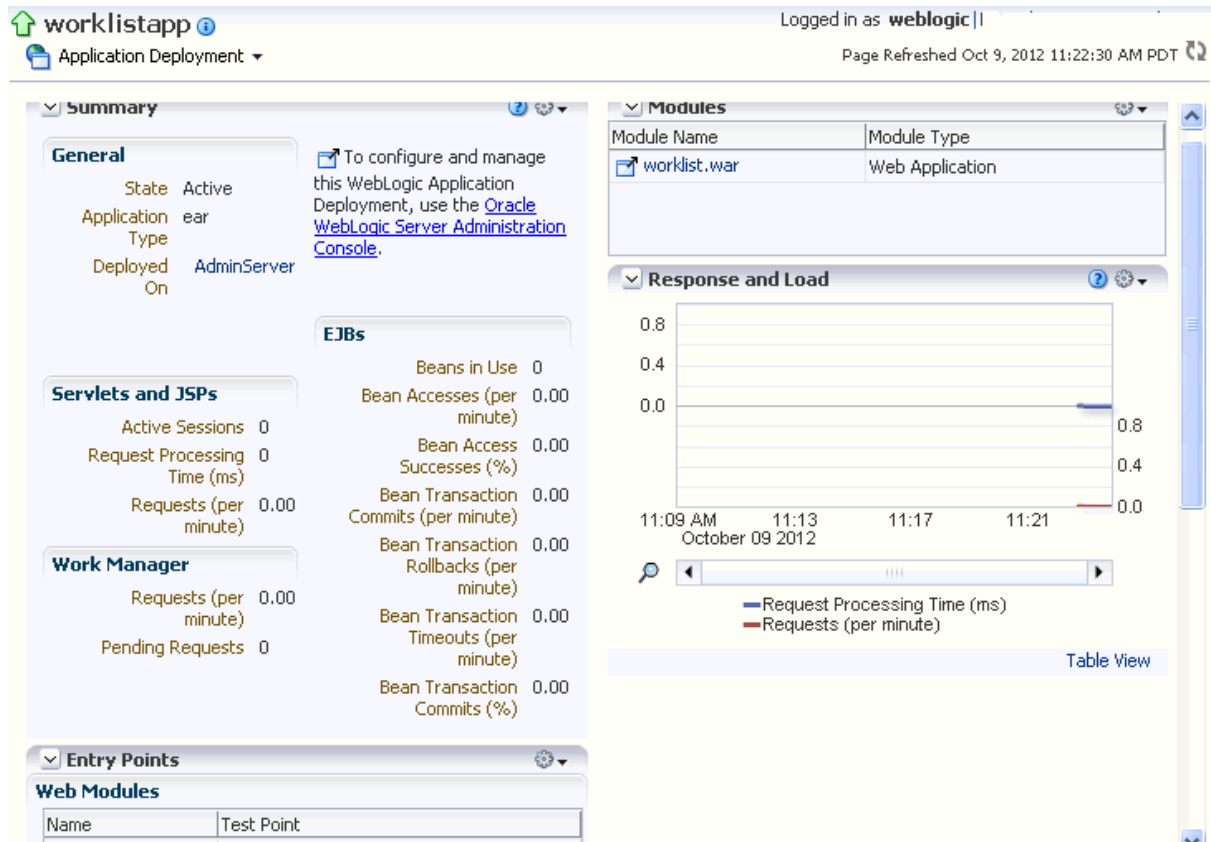 worklistapp
Logged in as weblogic
Application Deployment
Page Refreshed Oct 9, 2012 11:22:30 AM PDT
Summary
General
State Active
Application Type ear
Deployed On AdminServer
To configure and manage
this WebLogic Application
Deployment, use the Oracle
WebLogic Server Administration
Console.
Servlets and JSPs
Active Sessions 0
Request Processing Time (ms) 0
Requests (per minute) 0.00
Work Manager
Requests (per minute) 0.00
Pending Requests 0
EJBs
Beans in Use 0
Bean Accesses (per minute) 0.00
Bean Access Successes (%) 0.00
Bean Transaction Commits (per minute) 0.00
Bean Transaction Rollbacks (per minute) 0.00
Bean Transaction Timeouts (per minute) 0.00
Bean Transaction Commits (%) 0.00
Entry Points
Web Modules
Name Test Point
Modules
Module Name Module Type
worklist.war Web Application
Response and Load
0.8
0.4
0.0
0.8
0.4
0.0
11:09 AM 11:13 11:17 11:21
October 09 2012
Request Processing Time (ms)
Requests (per minute)
Table View